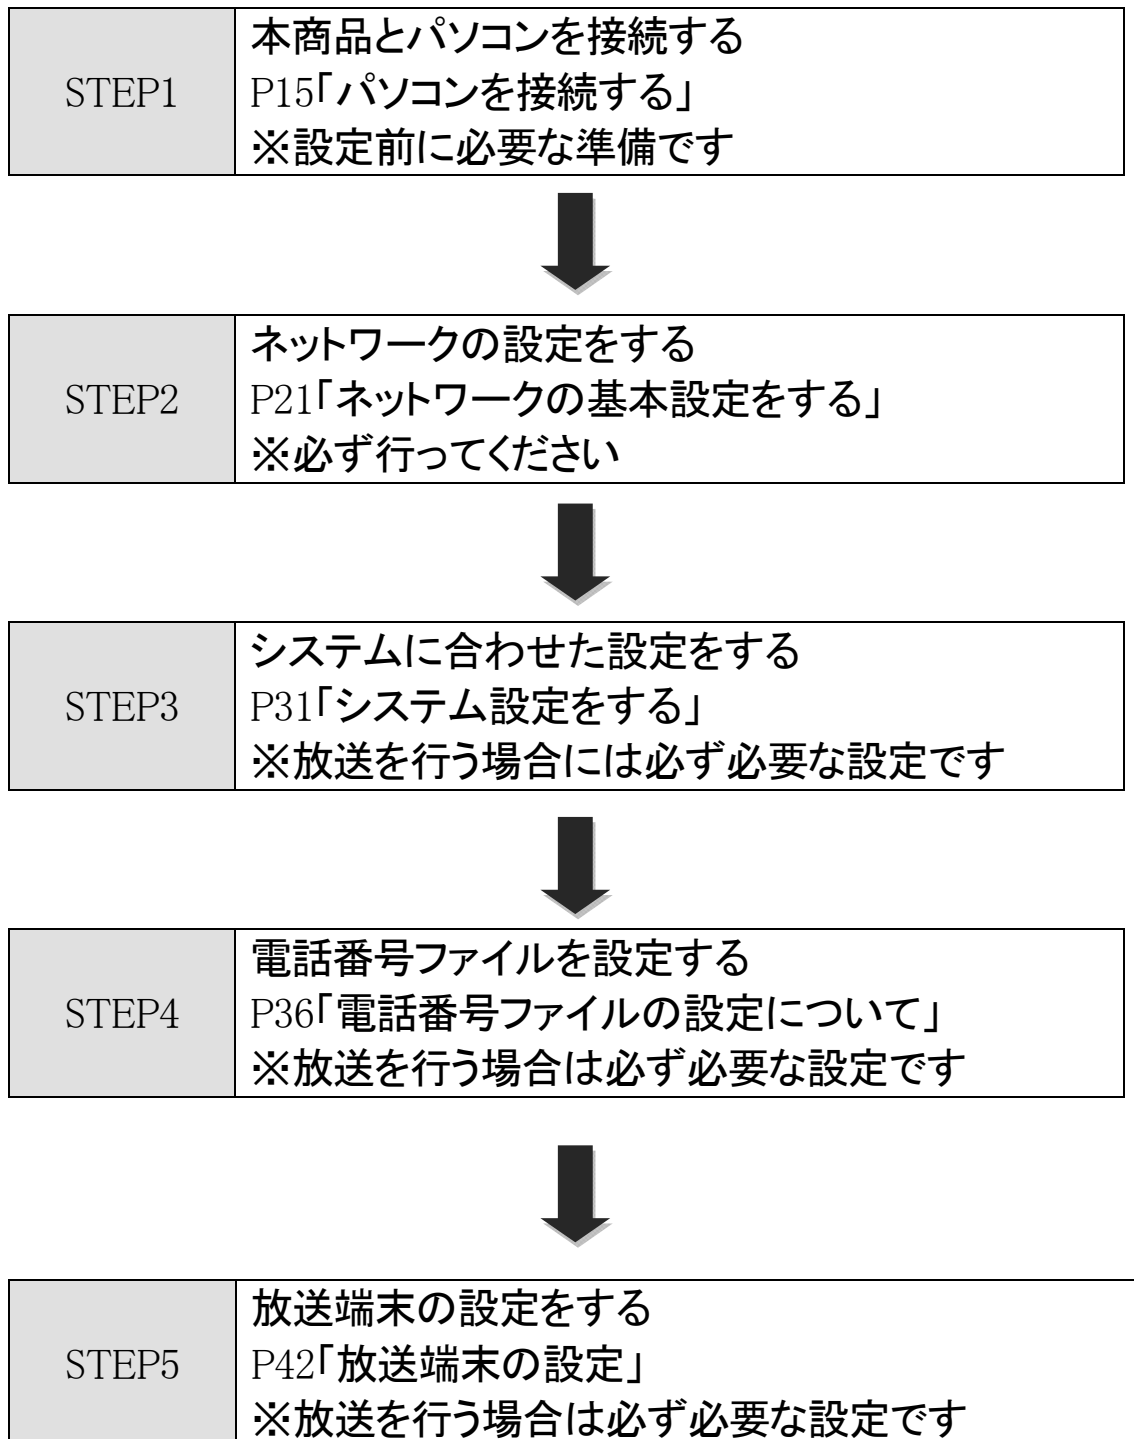 STEP1
本商品とパソコンを接続する
P15「パソコンを接続する」
※設定前に必要な準備です
STEP2
ネットワークの設定をする
P21「ネットワークの基本設定をする」
※必ず行ってください
STEP3
システムに合わせた設定をする
P31「システム設定をする」
※放送を行う場合には必ず必要な設定です
STEP4
電話番号ファイルを設定する
P36「電話番号ファイルの設定について」
※放送を行う場合は必ず必要な設定です
STEP5
放送端末の設定をする
P42「放送端末の設定」
※放送を行う場合は必ず必要な設定です